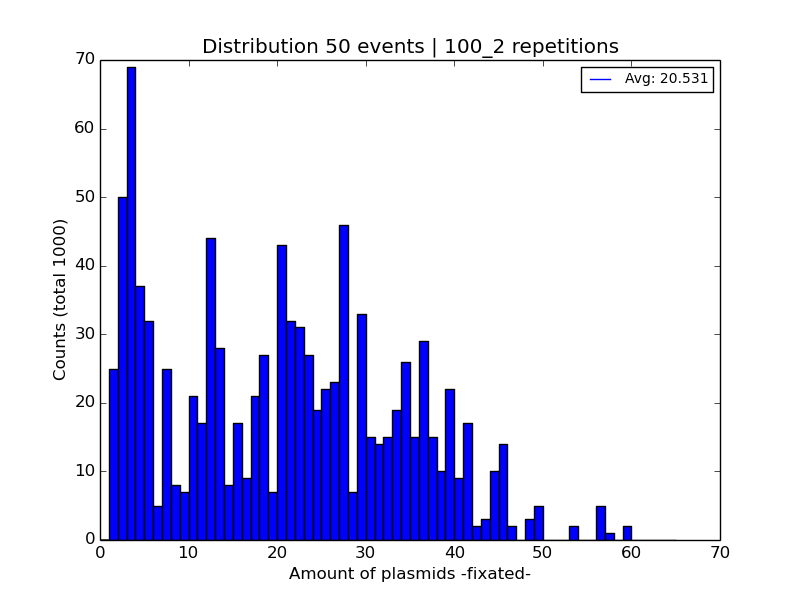 Distribution 50 events | 100_2 repetitions
Avg: 20.531
70
60
50
40
30
20
10
0
Counts (total 1000)
0 10 20 30 40 50 60 70
Amount of plasmids -fixated-